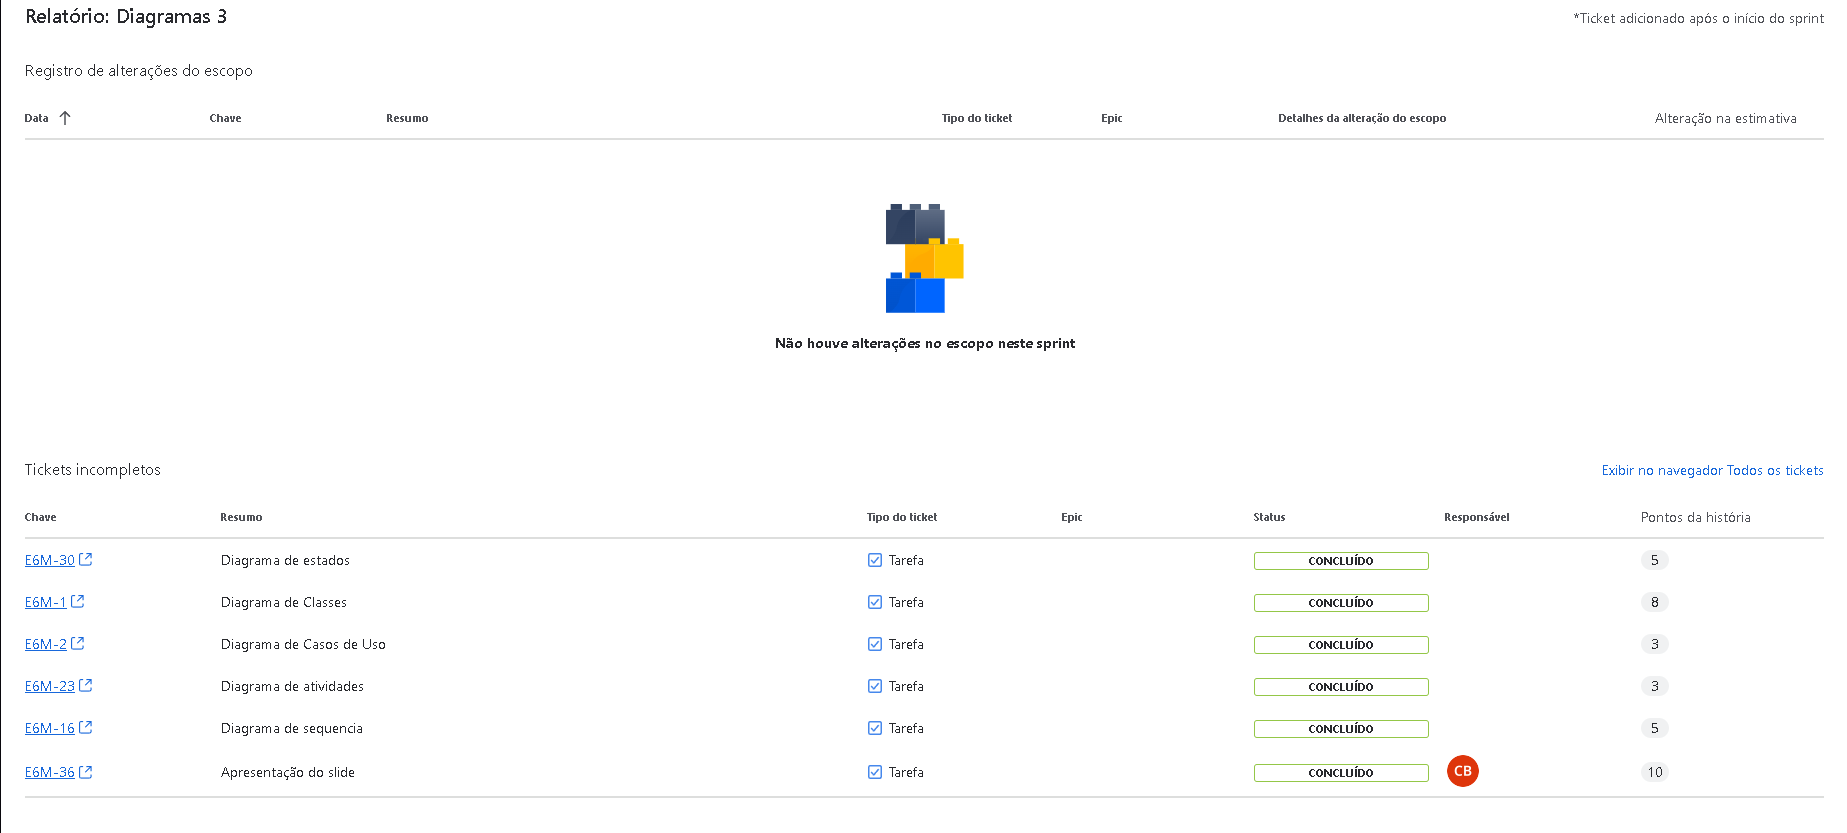 Relatório: Diagramas 3
*Ticket adicionado após o início do sprint
Registro de alterações do escopo
Data Chave Resumo Tipo do ticket Epic Detalhes da alteração do escopo Alteração na estimativa
Não houve alterações no escopo neste sprint
Tickets incompletos
Exibir no navegador Todos os tickets
Chave Resumo Tipo do ticket Epic Status Responsável Pontos da história
E6M-30 Diagrama de estados Tarefa CONCLUÍDO 5
E6M-1 Diagrama de Classes Tarefa CONCLUÍDO 8
E6M-2 Diagrama de Casos de Uso Tarefa CONCLUÍDO 3
E6M-23 Diagrama de atividades Tarefa CONCLUÍDO 3
E6M-16 Diagrama de sequencia Tarefa CONCLUÍDO 5
E6M-36 Apresentação do slide Tarefa CONCLUÍDO CB 10